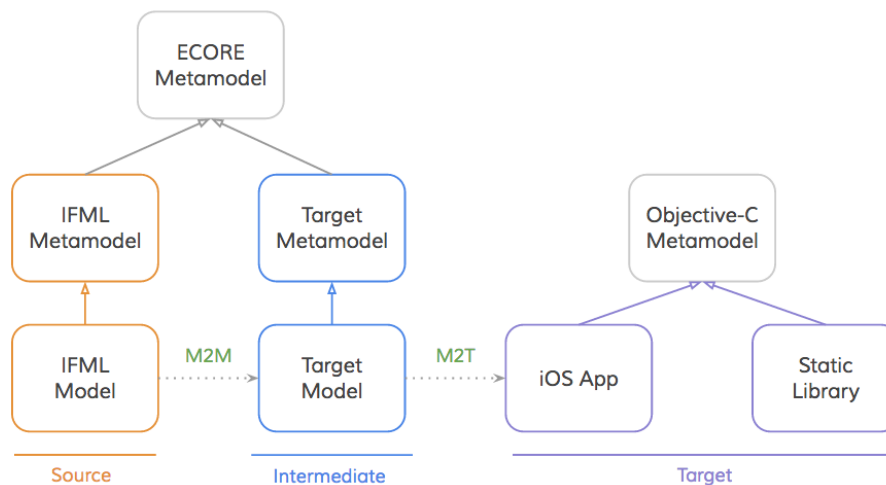 ECORE
Metamodel
IFML
Metamodel
Target
Metamodel
Objective-C
Metamodel
IFML
Model
M2M
Target
Model
M2T
iOS App
Static
Library
Source
Intermediate
Target